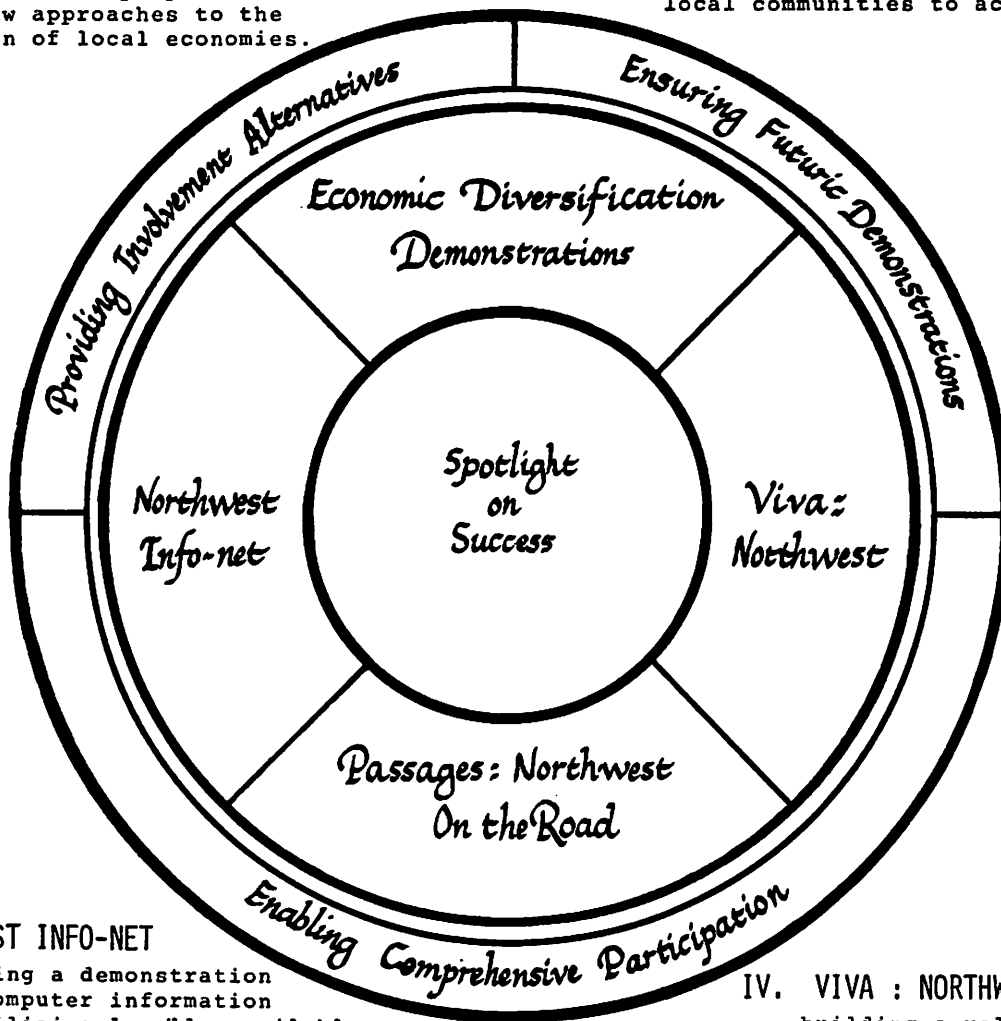 w approaches to the
n of local economies.
local communities to ac
Providing Involvement Alternatives
Ensuring Futuric Demonstrations
Economic Diversification
Demonstrations
Northwest
Info-net
Spotlight
on
Success
Viva:
Notthwest
Passages: Northwest
On the Road
Enabling Comprehensive Participation
ST INFO-NET
ing a demonstration
omputer information
IV. VIVA : NORTHW